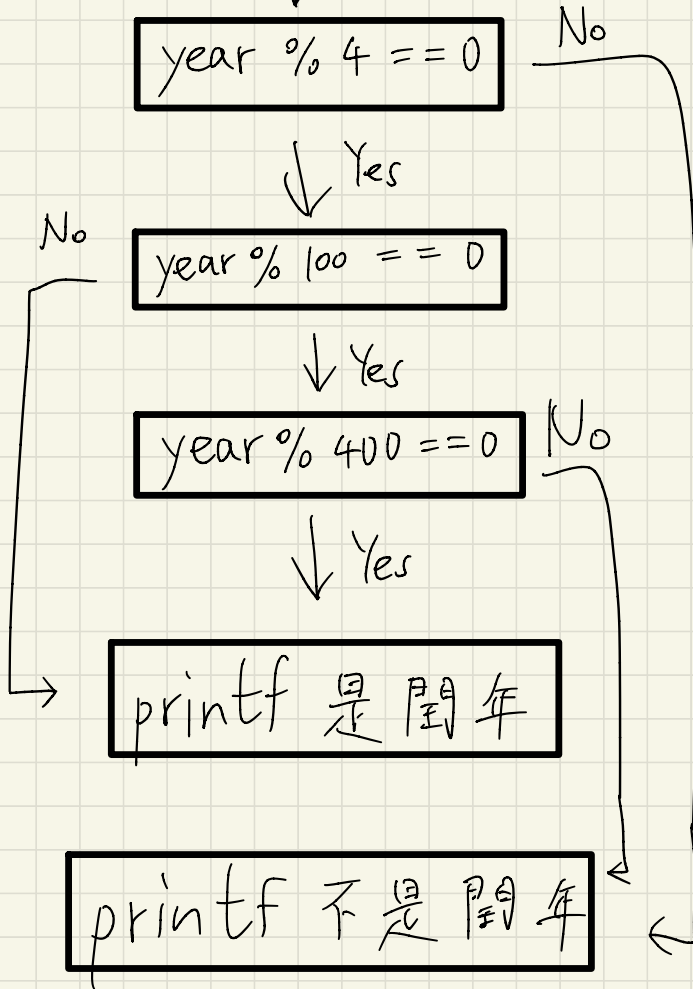 year % 4 == 0
No
Yes
No
year % 100 == 0
Yes
year % 400 == 0
No
Yes
printf 是閏年
printf 不是閏年